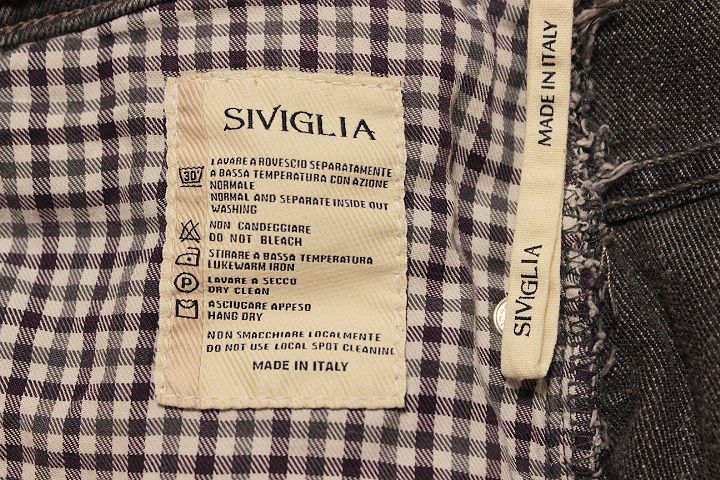 SIVIGLIA
LAVARE A ROVESCIO SEPARATAMENTE
30°
A BASSA TEMPERATURA CON AZIONE
NORMALE
NORMAL AND SEPARATE INSIDE OUT
WASHING
NON CANDEGGIARE
DO NOT BLEACH
STIRARE A BASSA TEMPERATURA
LUKEWARM IRON
P
LAVARE A SECCO
DRY CLEAN
ASCIUGARE APPESO
HANG DRY
NON SMACCHIARE LOCALMENTE
DO NOT USE LOCAL SPOT CLEANING
MADE IN ITALY
SIVIGLIA
MADE IN ITALY